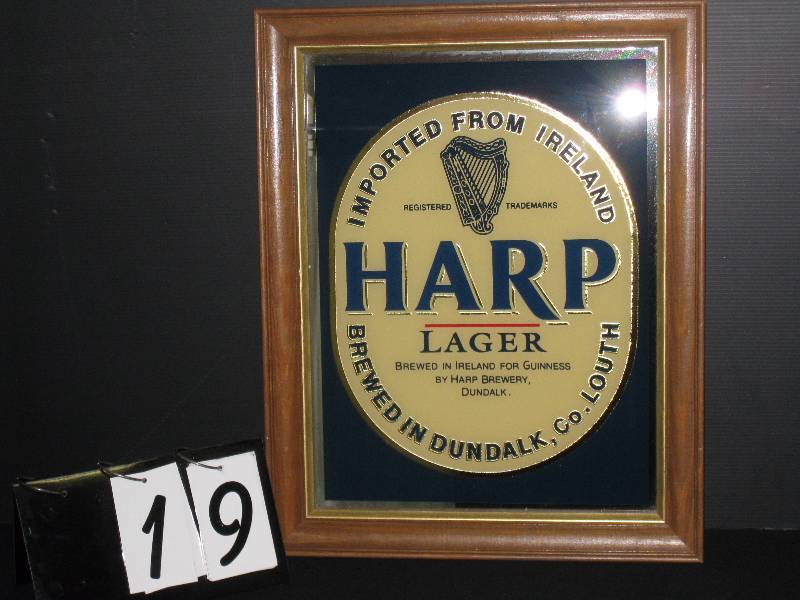 IMPORTED FROM IRELAND
REGISTERED TRADEMARKS
HARP
LAGER
BREWED IN IRELAND FOR GUINNESS
BY HARP BREWERY,
DUNDALK.
BREWED IN DUNDALK, Co. LOUTH
19